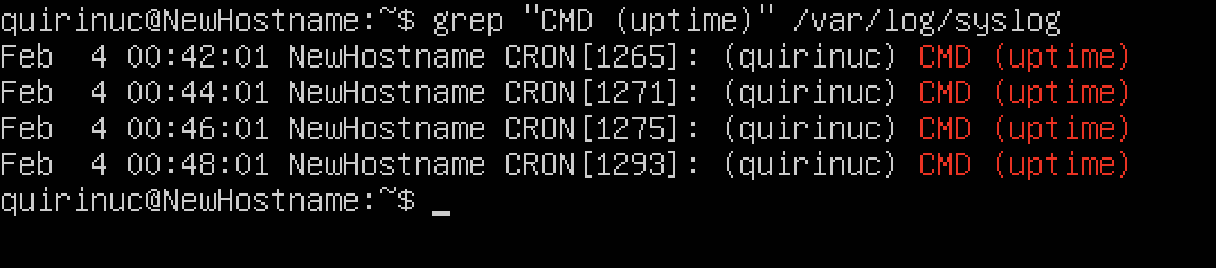 quirinuc@NewHostname:~$ grep "CMD (uptime)" /var/log/syslog
Feb  4 00:42:01 NewHostname CRON[1265]: (quirinuc) CMD (uptime)
Feb  4 00:44:01 NewHostname CRON[1271]: (quirinuc) CMD (uptime)
Feb  4 00:46:01 NewHostname CRON[1275]: (quirinuc) CMD (uptime)
Feb  4 00:48:01 NewHostname CRON[1293]: (quirinuc) CMD (uptime)
quirinuc@NewHostname:~$ _